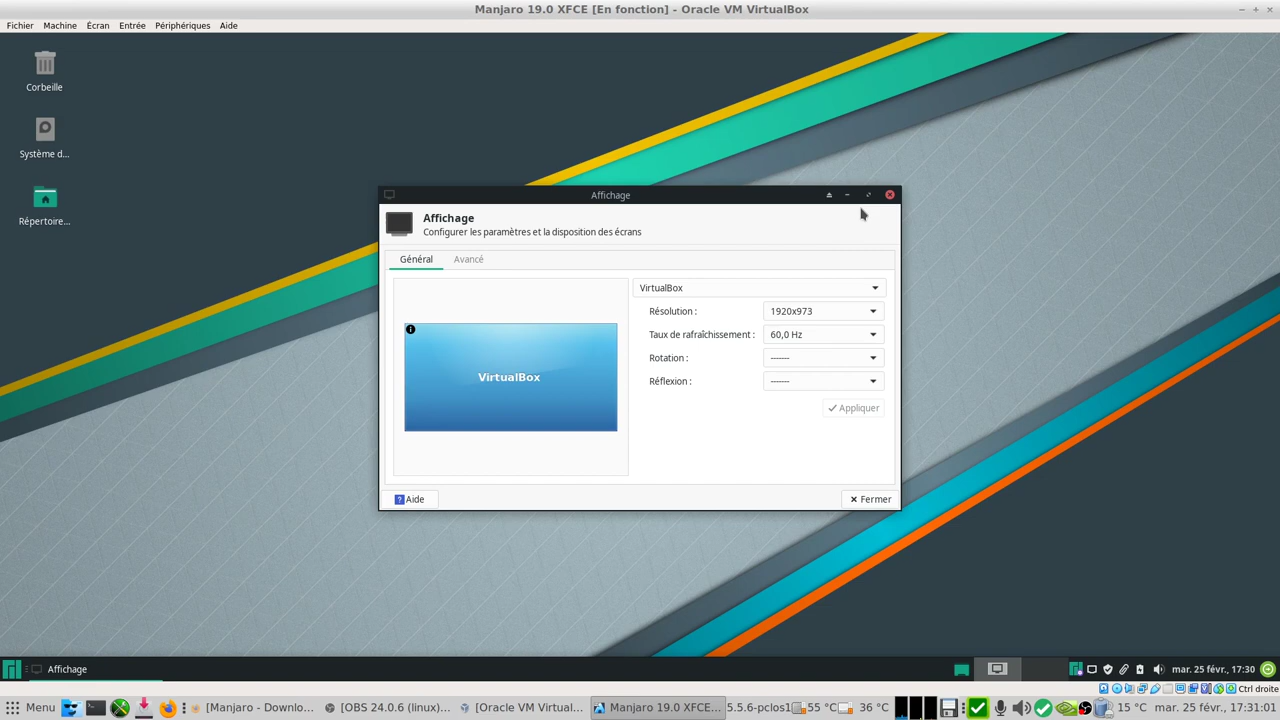 Manjaro 19.0 XFCE [En fonction] - Oracle VM VirtualBox
Fichier Machine Écran Entrée Périphériques Aide
Corbeille
Système d...
Répertoire...
Affichage
Affichage
Configurer les paramètres et la disposition des écrans
Général Avancé
VirtualBox
VirtualBox
Résolution : 1920x973
Taux de rafraîchissement : 60,0 Hz
Rotation : -------
Réflexion : -------
Appliquer
Aide Fermer
Affichage mar. 25 févr., 17:30
Ctrl droite
Menu [Manjaro - Pamplo... [OBS 24.0.6 (linux)... [Oracle VM Virtual... Manjaro 19.0 XFCE... 5.5.6-pclos1 52 °C 36 °C 15 °C mar. 25 févr., 17:31:01